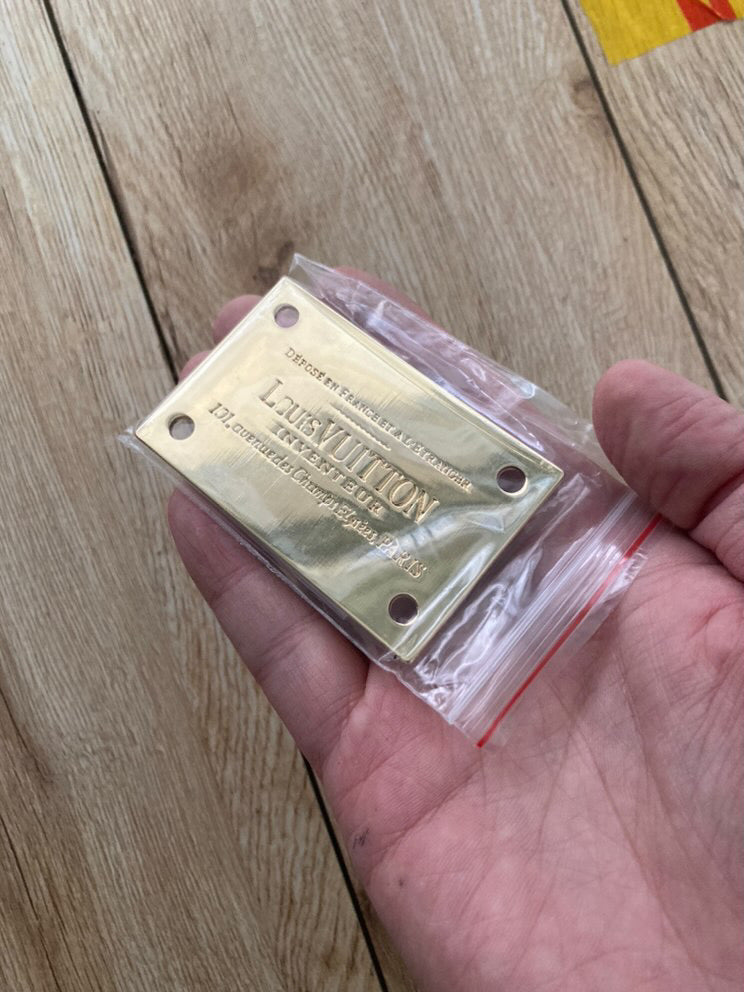 DÉPOSÉ EN FRANCE ET A L'ÉTRANGER
LOUIS VUITTON
INVENTEUR
101, avenue des Champs Elysées, PARIS